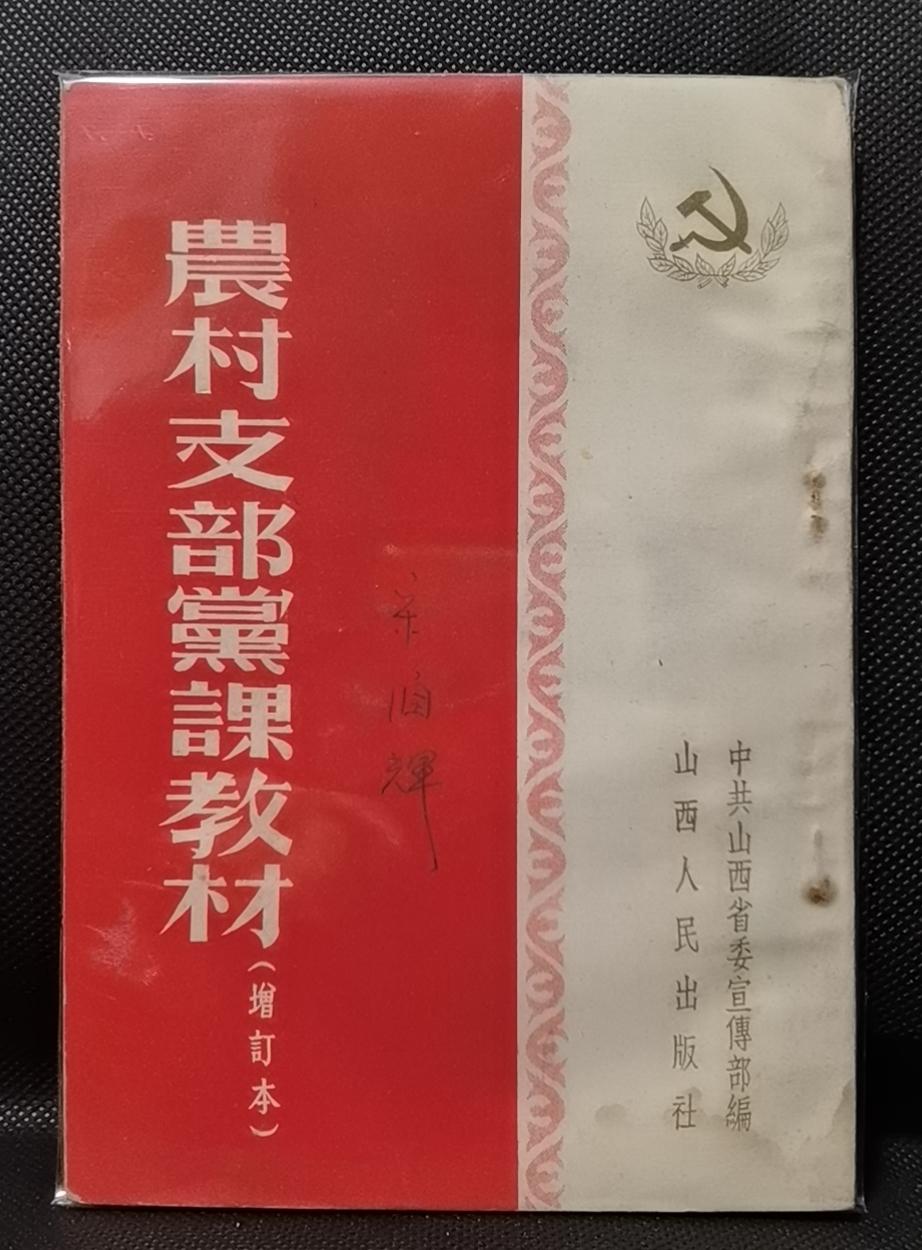 中共山西省委宣傳部編
山西人民出版社
農村支部黨課教材
（增訂本）